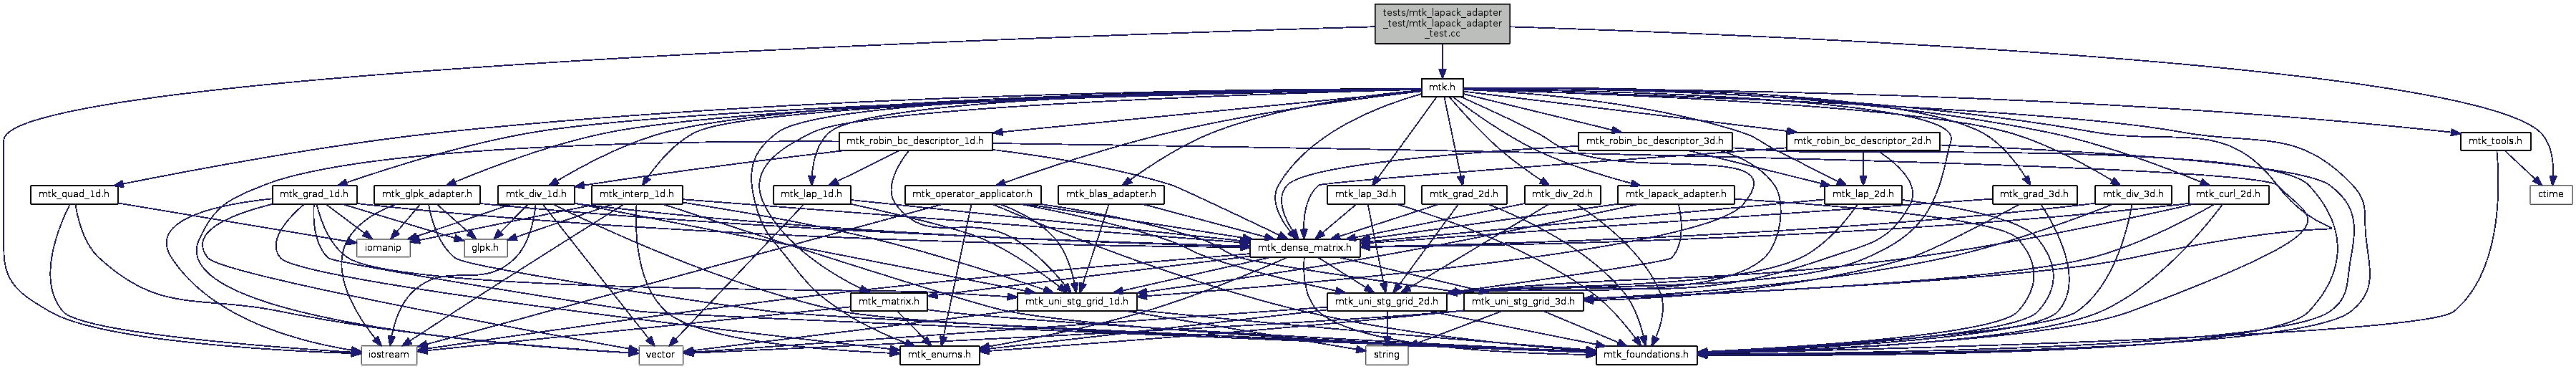 tests/mtk_lapack_adapter
_test/mtk_lapack_adapter
_test.cc
mtk.h
mtk_robin_bc_descriptor_1d.h
mtk_robin_bc_descriptor_3d.h
mtk_robin_bc_descriptor_2d.h
mtk_tools.h
mtk_quad_1d.h
mtk_grad_1d.h
mtk_glpk_adapter.h
mtk_div_1d.h
mtk_interp_1d.h
mtk_lap_1d.h
mtk_operator_applicator.h
mtk_blas_adapter.h
mtk_lap_3d.h
mtk_grad_2d.h
mtk_div_2d.h
mtk_lapack_adapter.h
mtk_lap_2d.h
mtk_grad_3d.h
mtk_div_3d.h
mtk_curl_2d.h
ctime
iomanip
glpk.h
mtk_dense_matrix.h
mtk_matrix.h
mtk_uni_stg_grid_1d.h
mtk_uni_stg_grid_2d.h
mtk_uni_stg_grid_3d.h
iostream
vector
mtk_enums.h
string
mtk_foundations.h